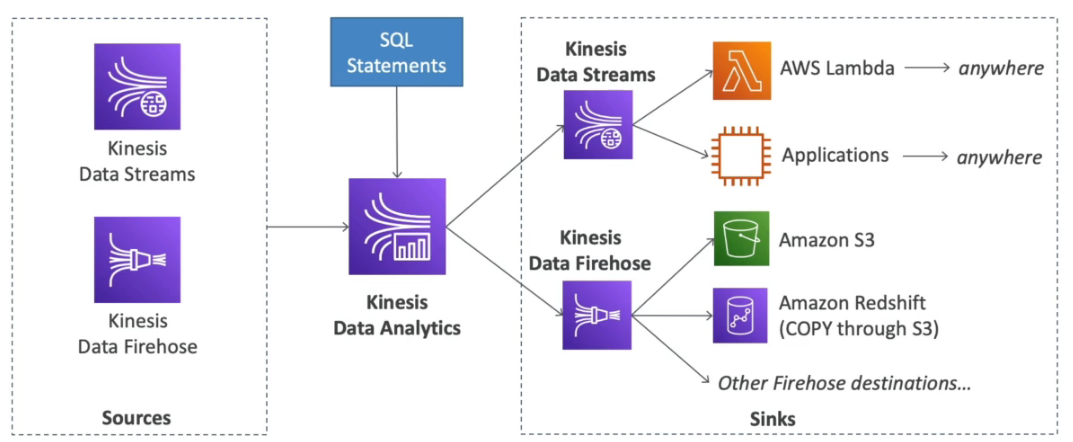 Kinesis
Data Streams
Kinesis
Data Firehose
Sources
SQL
Statements
Kinesis
Data Analytics
Kinesis
Data Streams
AWS Lambda
anywhere
Applications
anywhere
Kinesis
Data Firehose
Amazon S3
Amazon Redshift
(COPY through S3)
Other Firehose destinations...
Sinks